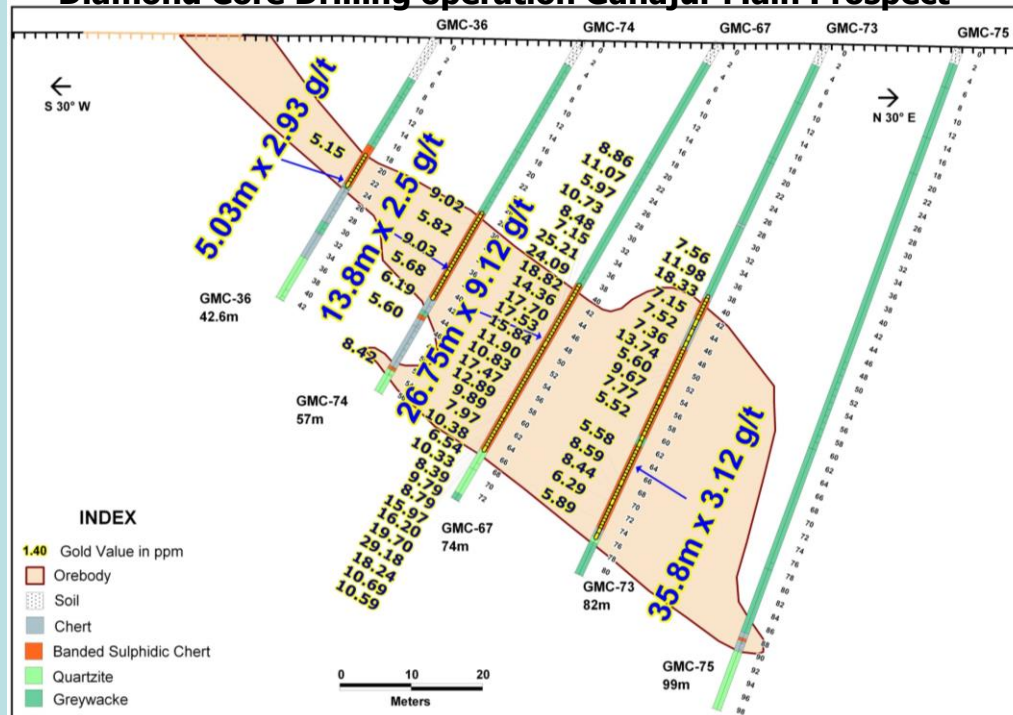 Diamond Core Drilling operation Ganajur Main Prospect
GMC-36
GMC-74
GMC-67
GMC-73
GMC-75
S 30° W
N 30° E
5.03m x 2.93 g/t
5.15
13.8m x 2.5 g/t
9.02
5.82
9.03
5.68
6.19
5.60
8.42
26.75m x 9.12 g/t
8.86
11.07
5.97
10.73
8.48
7.15
25.21
24.09
18.82
14.36
17.70
17.53
15.84
11.90
10.83
17.47
12.89
9.89
7.97
10.38
6.54
10.33
8.39
9.79
8.79
15.97
16.20
19.70
29.18
18.24
10.69
10.59
7.56
11.98
18.33
7.15
7.52
7.36
13.74
5.60
9.67
7.77
5.52
5.58
8.59
8.44
6.29
5.89
35.8m x 3.12 g/t
GMC-36
42.6m
GMC-74
57m
GMC-67
74m
GMC-73
82m
GMC-75
99m
INDEX
1.40 Gold Value in ppm
Orebody
Soil
Chert
Banded Sulphidic Chert
Quartzite
Greywacke
0 10 20
Meters